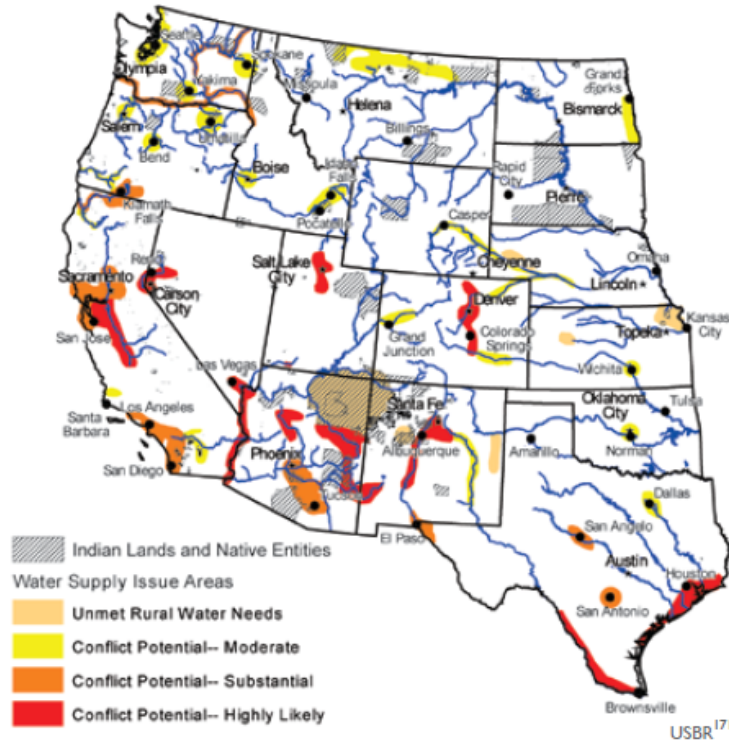 Seattle
Olympia
Spokane
Yakima
Missoula
Helena
Grand
Forks
Bismarck
Salem
Umatilla
Bend
Billings
Boise
Idaho
Falls
Rapid
City
Pierre
Klamath
Falls
Pocatello
Casper
Reno
Salt Lake
City
Cheyenne
Omaha
Lincoln
Sacramento
Carson
City
Denver
San Jose
Grand
Junction
Colorado
Springs
Topeka
Kansas
City
Las Vegas
Wichita
Santa
Barbara
Los Angeles
Santa Fe
Oklahoma
City
Tulsa
Phoenix
Albuquerque
Amarillo
Norman
San Diego
Tucson
Dallas
El Paso
San Angelo
Austin
Houston
San Antonio
Brownsville
Indian Lands and Native Entities
Water Supply Issue Areas
Unmet Rural Water Needs
Conflict Potential-- Moderate
Conflict Potential-- Substantial
Conflict Potential-- Highly Likely
USBR